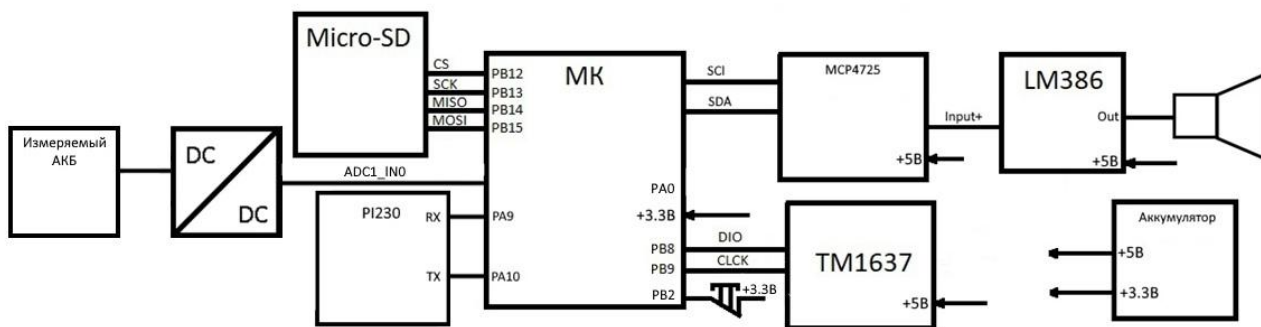 Micro-SD
CS
SCK
MISO
MOSI
МК
PB12
PB13
PB14
PB15
SCI
SDA
MCP4725
+5В
Input+
LM386
Out
+5В
Измеряемый
АКБ
DC
DC
ADC1_IN0
PI230
RX
TX
PA9
PA10
PA0
+3.3В
PB8
PB9
PB2
DIO
CLCK
+3.3В
TM1637
+5В
Аккумулятор
+5В
+3.3В